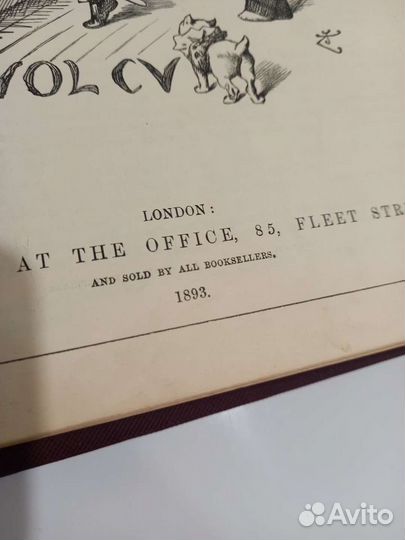 VOL CV
LONDON:
AT THE OFFICE, 85, FLEET STR
AND SOLD BY ALL BOOKSELLERS.
1893.
Avito